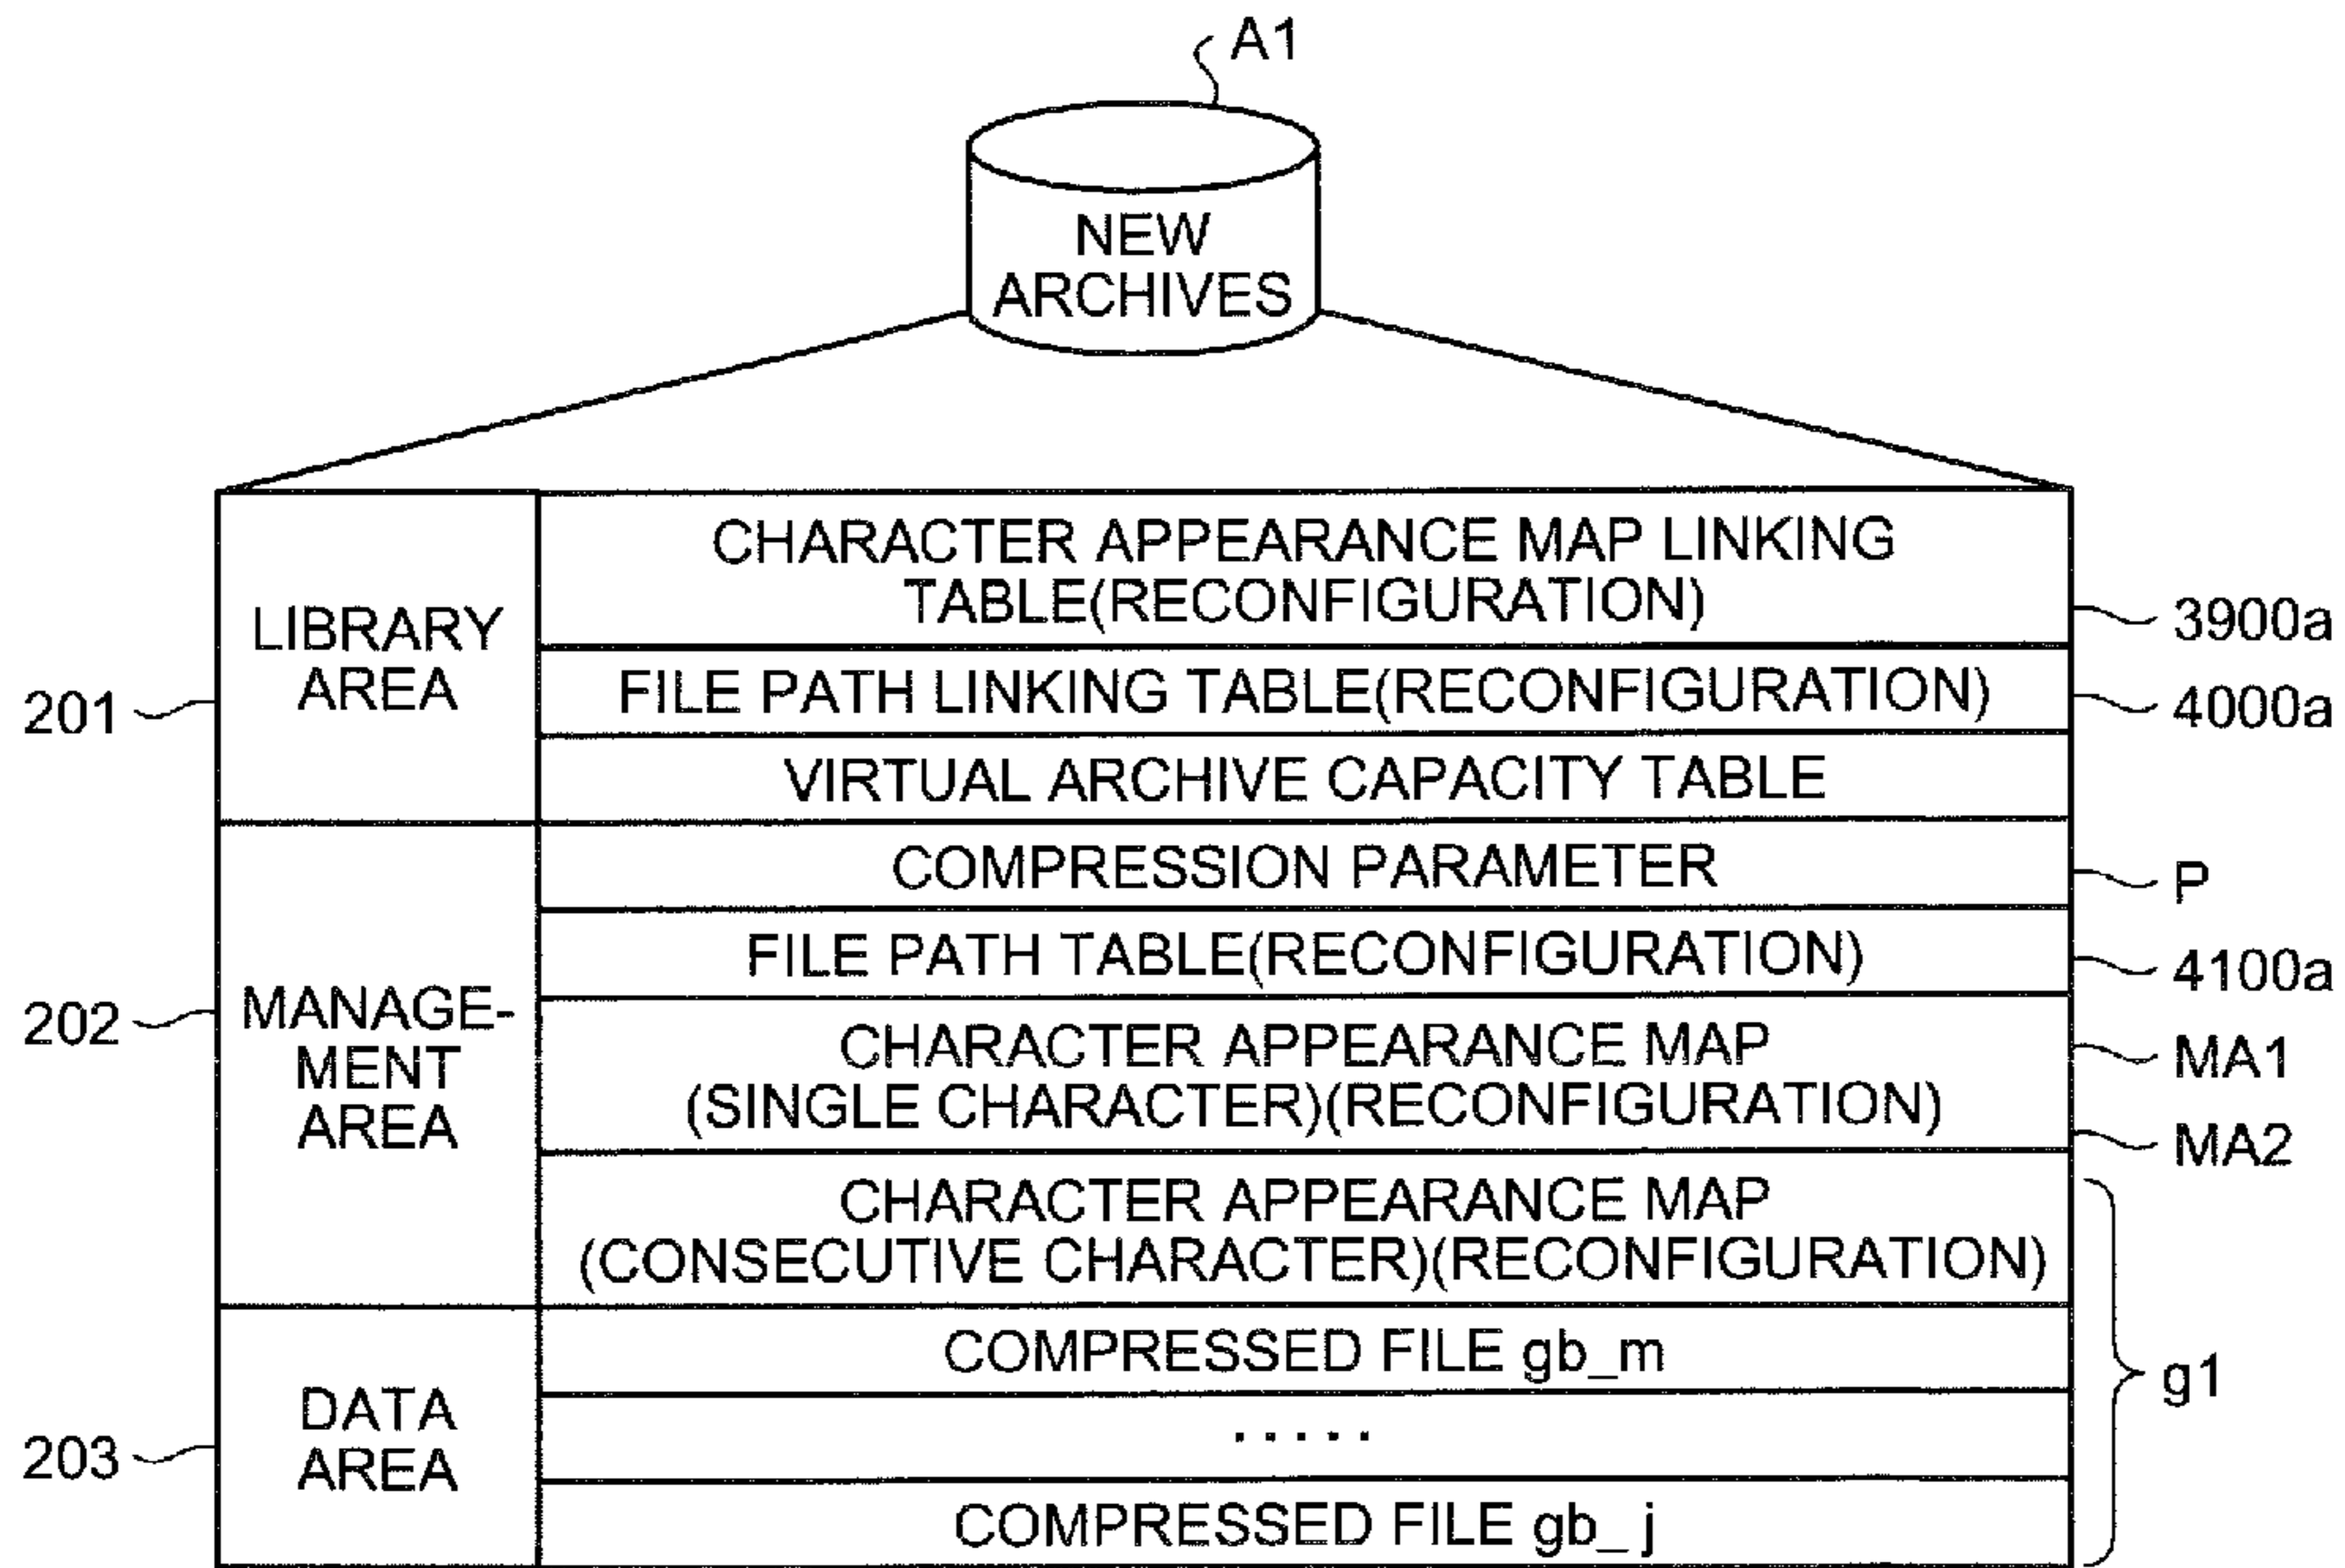 A1
NEW
ARCHIVES
LIBRARY
AREA
201
CHARACTER APPEARANCE MAP LINKING
TABLE(RECONFIGURATION)
3900a
FILE PATH LINKING TABLE(RECONFIGURATION)
4000a
VIRTUAL ARCHIVE CAPACITY TABLE
MANAGE-
MENT
AREA
202
COMPRESSION PARAMETER
P
FILE PATH TABLE(RECONFIGURATION)
4100a
CHARACTER APPEARANCE MAP
(SINGLE CHARACTER)(RECONFIGURATION)
MA1
MA2
CHARACTER APPEARANCE MAP
(CONSECUTIVE CHARACTER)(RECONFIGURATION)
DATA
AREA
203
COMPRESSED FILE gb_m
.....
COMPRESSED FILE gb_j
g1